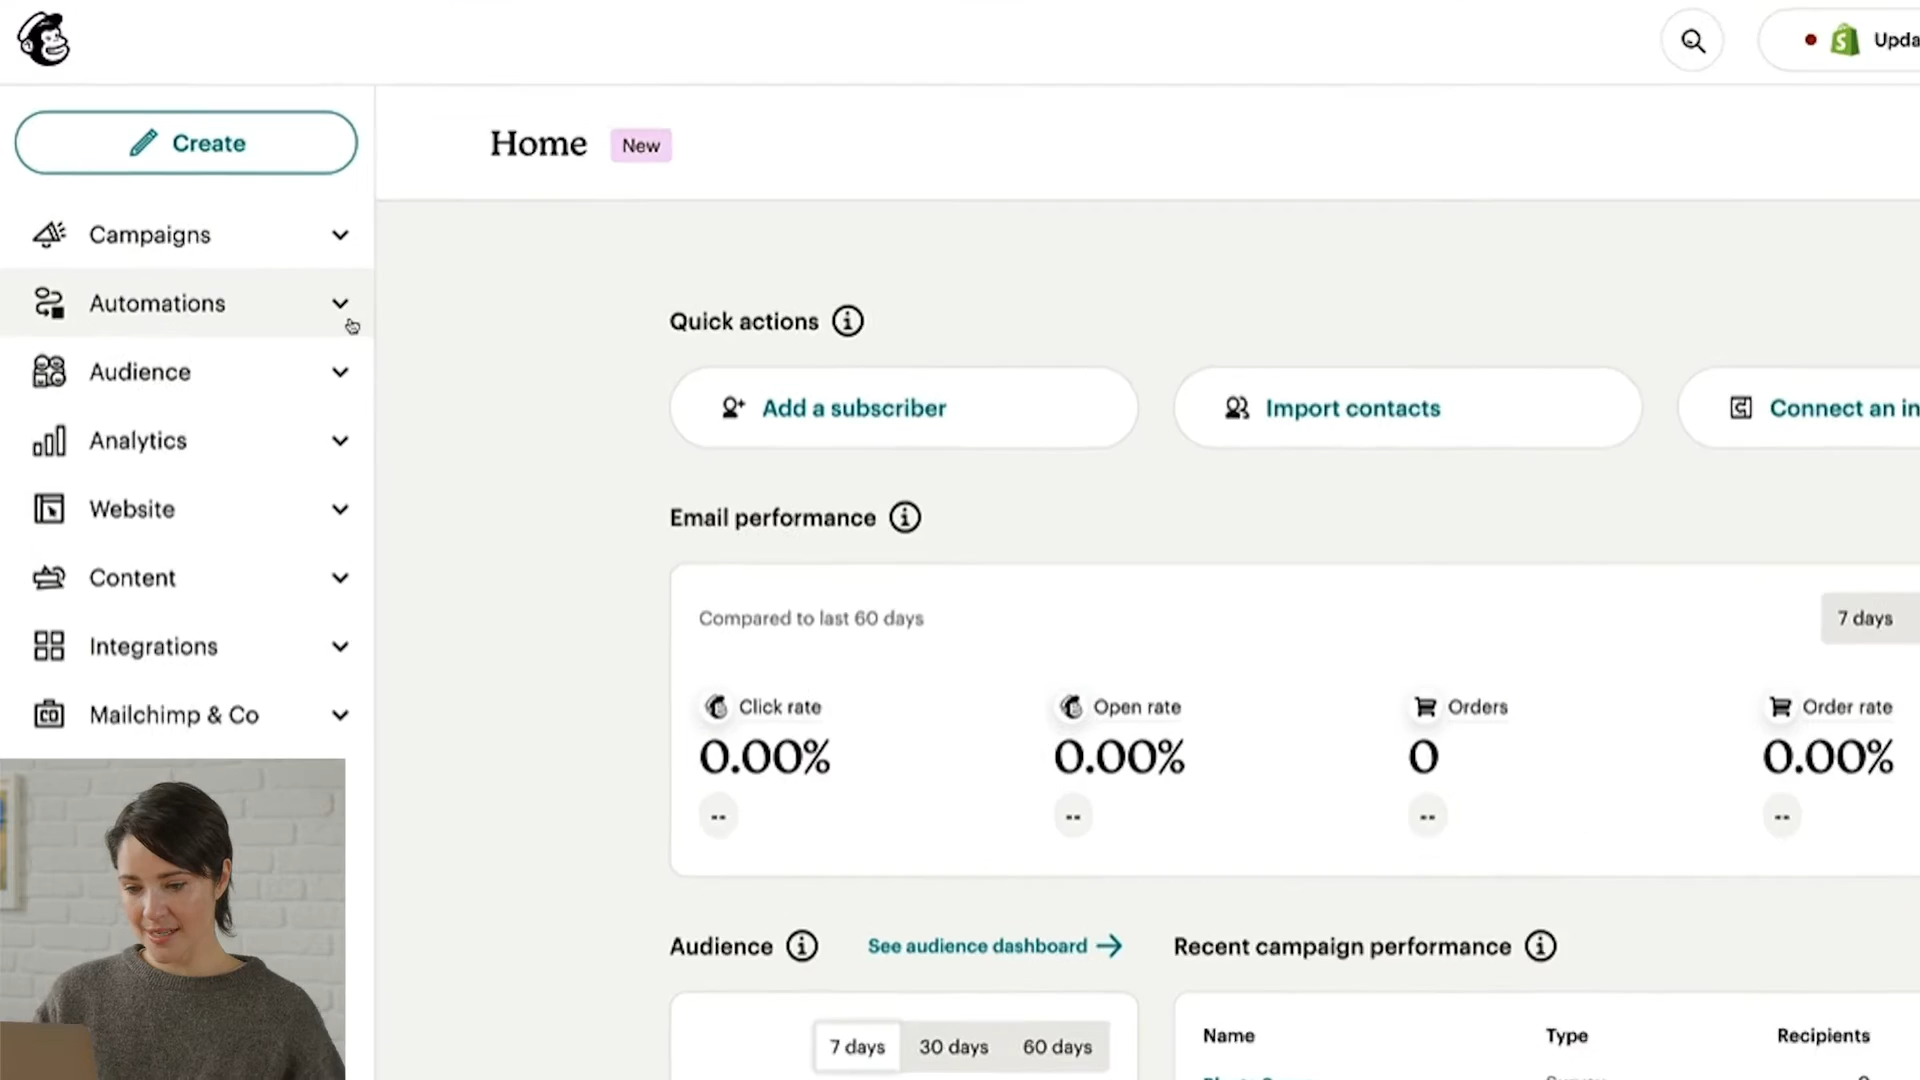 Upda
Create
Home New
Campaigns
Automations
Audience
Analytics
Website
Content
Integrations
Mailchimp & Co
CO
Quick actions
Add a subscriber
Import contacts
Connect an in
Email performance
Compared to last 60 days
7 days
Click rate
0.00%
--
Open rate
0.00%
--
Orders
0
--
Order rate
0.00%
--
Audience
See audience dashboard
7 days 30 days 60 days
Recent campaign performance
Name Type Recipients